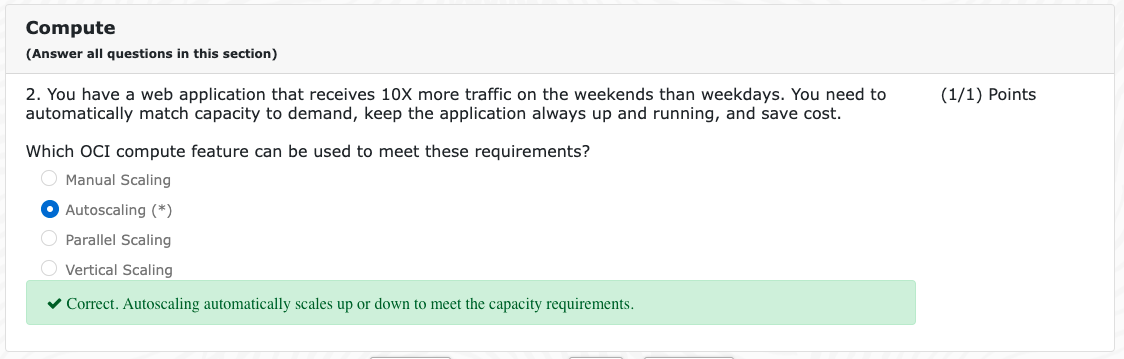 Compute
(Answer all questions in this section)
2. You have a web application that receives 10X more traffic on the weekends than weekdays. You need to (1/1) Points
automatically match capacity to demand, keep the application always up and running, and save cost.
Which OCI compute feature can be used to meet these requirements?
Manual Scaling
Autoscaling (*)
Parallel Scaling
Vertical Scaling
Correct. Autoscaling automatically scales up or down to meet the capacity requirements.